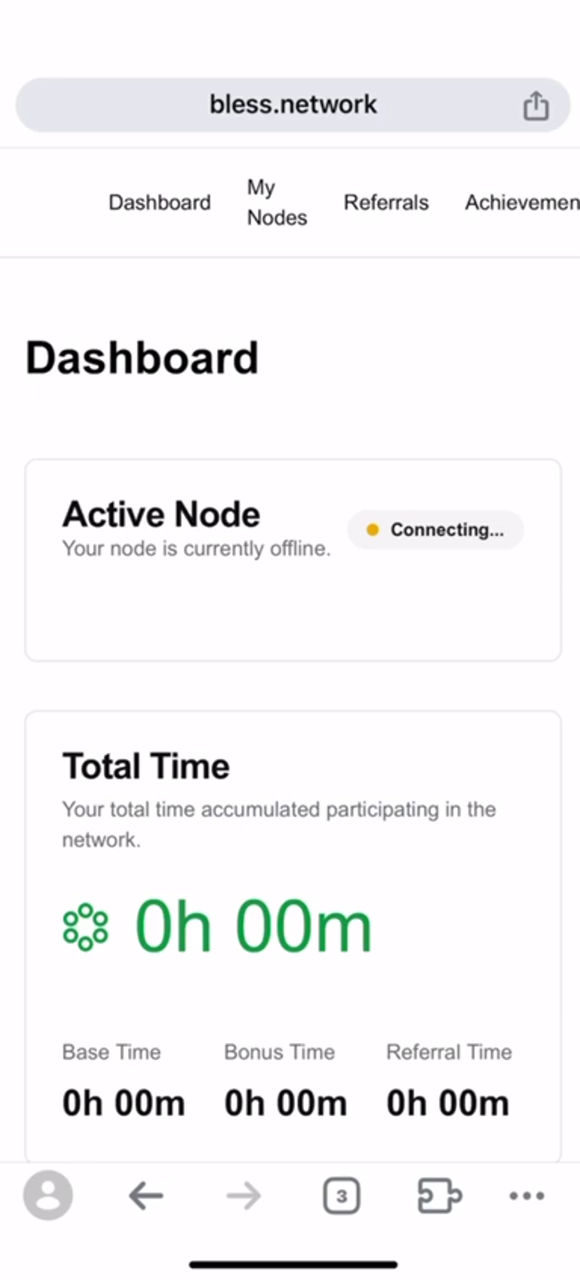 bless.network
Dashboard
My
Nodes
Referrals
Achievemen
Dashboard
Active Node
Your node is currently offline.
Connecting...
Total Time
Your total time accumulated participating in the
network.
0h 00m
Base Time
Bonus Time
Referral Time
0h 00m
0h 00m
0h 00m
3